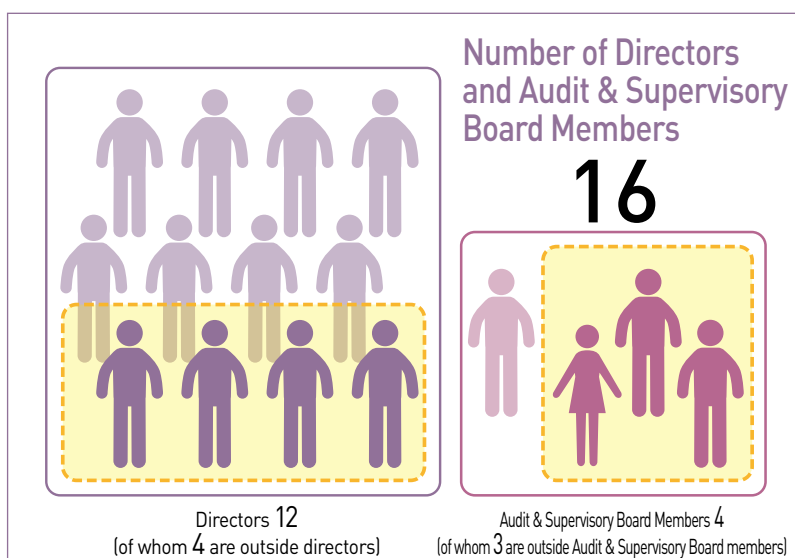 Number of Directors
and Audit & Supervisory
Board Members
16
Directors 12
(of whom 4 are outside directors)
Audit & Supervisory Board Members 4
(of whom 3 are outside Audit & Supervisory Board members)